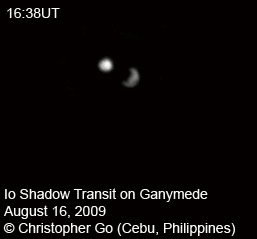 16:38UT
Io Shadow Transit on Ganymede
August 16, 2009
© Christopher Go (Cebu, Philippines)